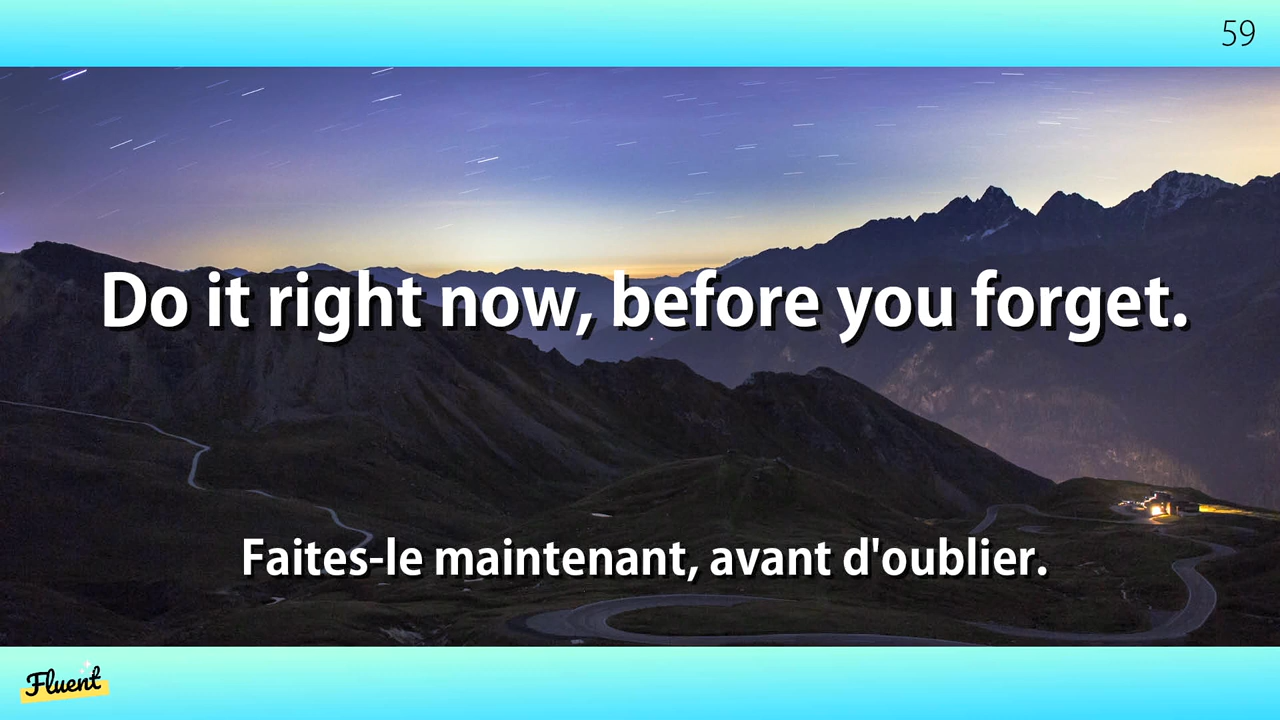 59
Do it right now, before you forget.
Faites-le maintenant, avant d'oublier.
Fluent